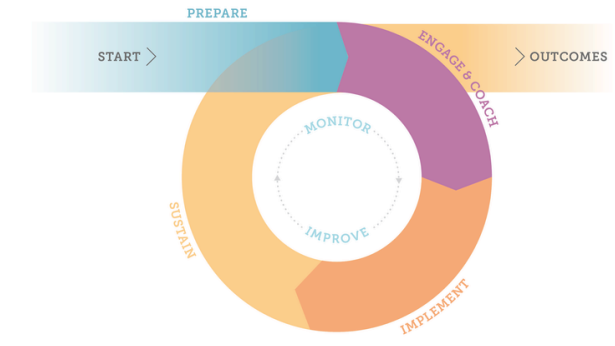 PREPARE
START
ENGAGE & COACH
OUTCOMES
MONITOR
IMPROVE
SUSTAIN
IMPLEMENT